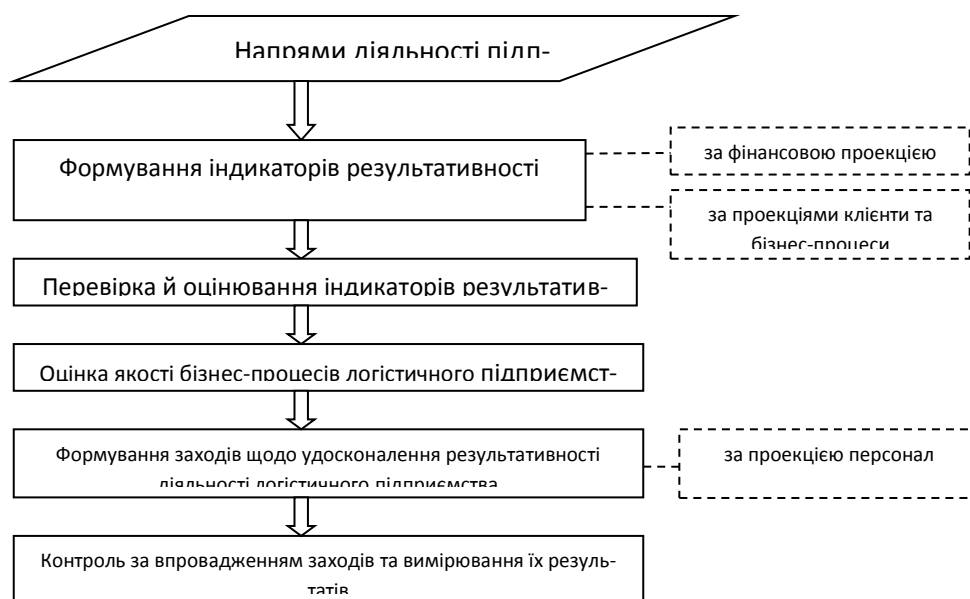 Напрями діяльності підп-
Формування індикаторів результативності
за фінансовою проекцією
за проекціями клієнти та
бізнес-процеси
Перевірка й оцінювання індикаторів результатив-
Оцінка якості бізнес-процесів логістичного підприємст-
Формування заходів щодо удосконалення результативності
діяльності логістичного підприємства
за проекцією персонал
Контроль за впровадженням заходів та вимірювання їх резуль-
татів